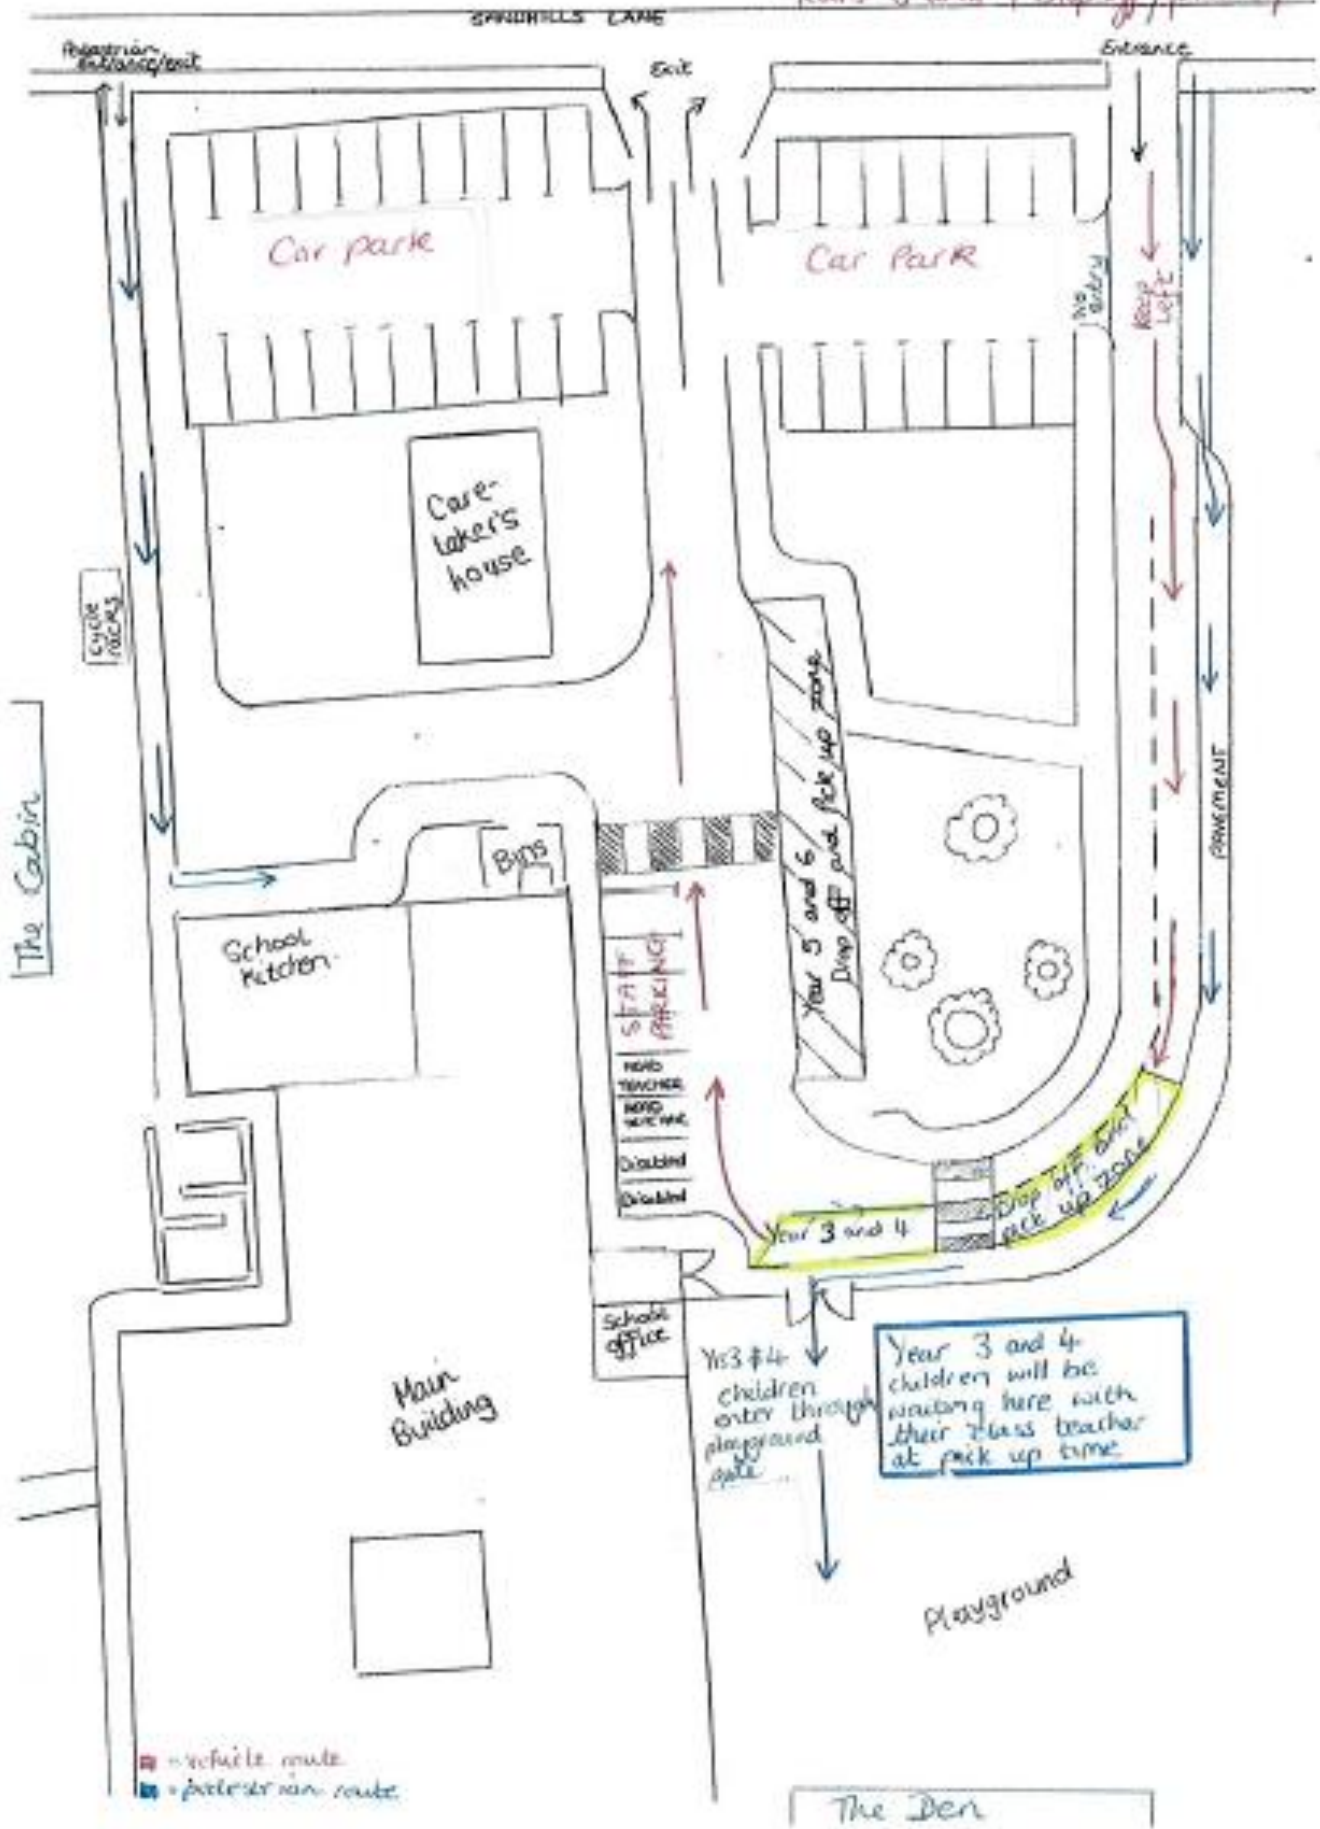 SANDHILLS LANE
Pedestrian
entrance/exit
Exit
Entrance
Car park
Car Park
No
entry
Keep
Left
Care-
taker's
house
cycle
racks
The Cabin
PAVEMENT
Bins
School
Kitchen
STAFF
PARKING
HEAD
TEACHER
Disabled
Disabled
Year 5 and 6
Drop off and Pick up zone
Drop off and
pick up zone
Year 3 and 4
School
office
Yrs 3 & 4
children
enter through
playground
gate
Year 3 and 4
children will be
waiting here with
their class teacher
at pick up time
Main
Building
Playground
= vehicle route
= pedestrian route
The Den